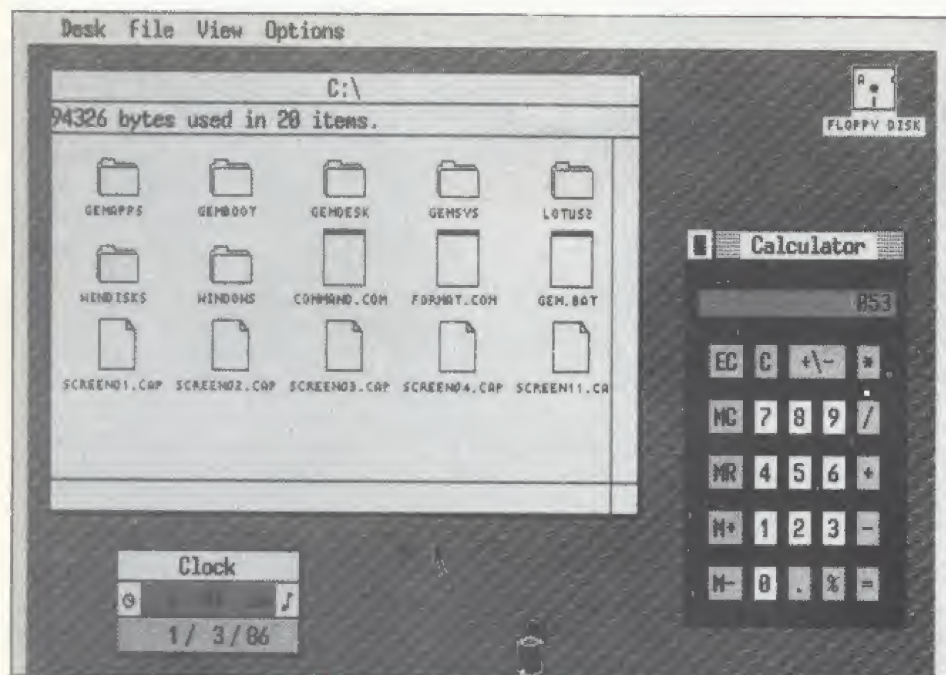 Desk File View Options
C:\
94326 bytes used in 20 items.
GEMAPPS GEMBOOT GEMDESK GEMSYS LOTUS2
WINDISKS WINDOWS COMMAND.COM FORMAT.COM GEM.BAT
SCREEN01.CAP SCREEN02.CAP SCREEN03.CAP SCREEN04.CAP SCREEN11.CA
A
FLOPPY DISK
Calculator
053
EC C +\- *
MC 7 8 9 /
MR 4 5 6 +
M+ 1 2 3 -
M- 0 . % =
Clock
1/ 3/86